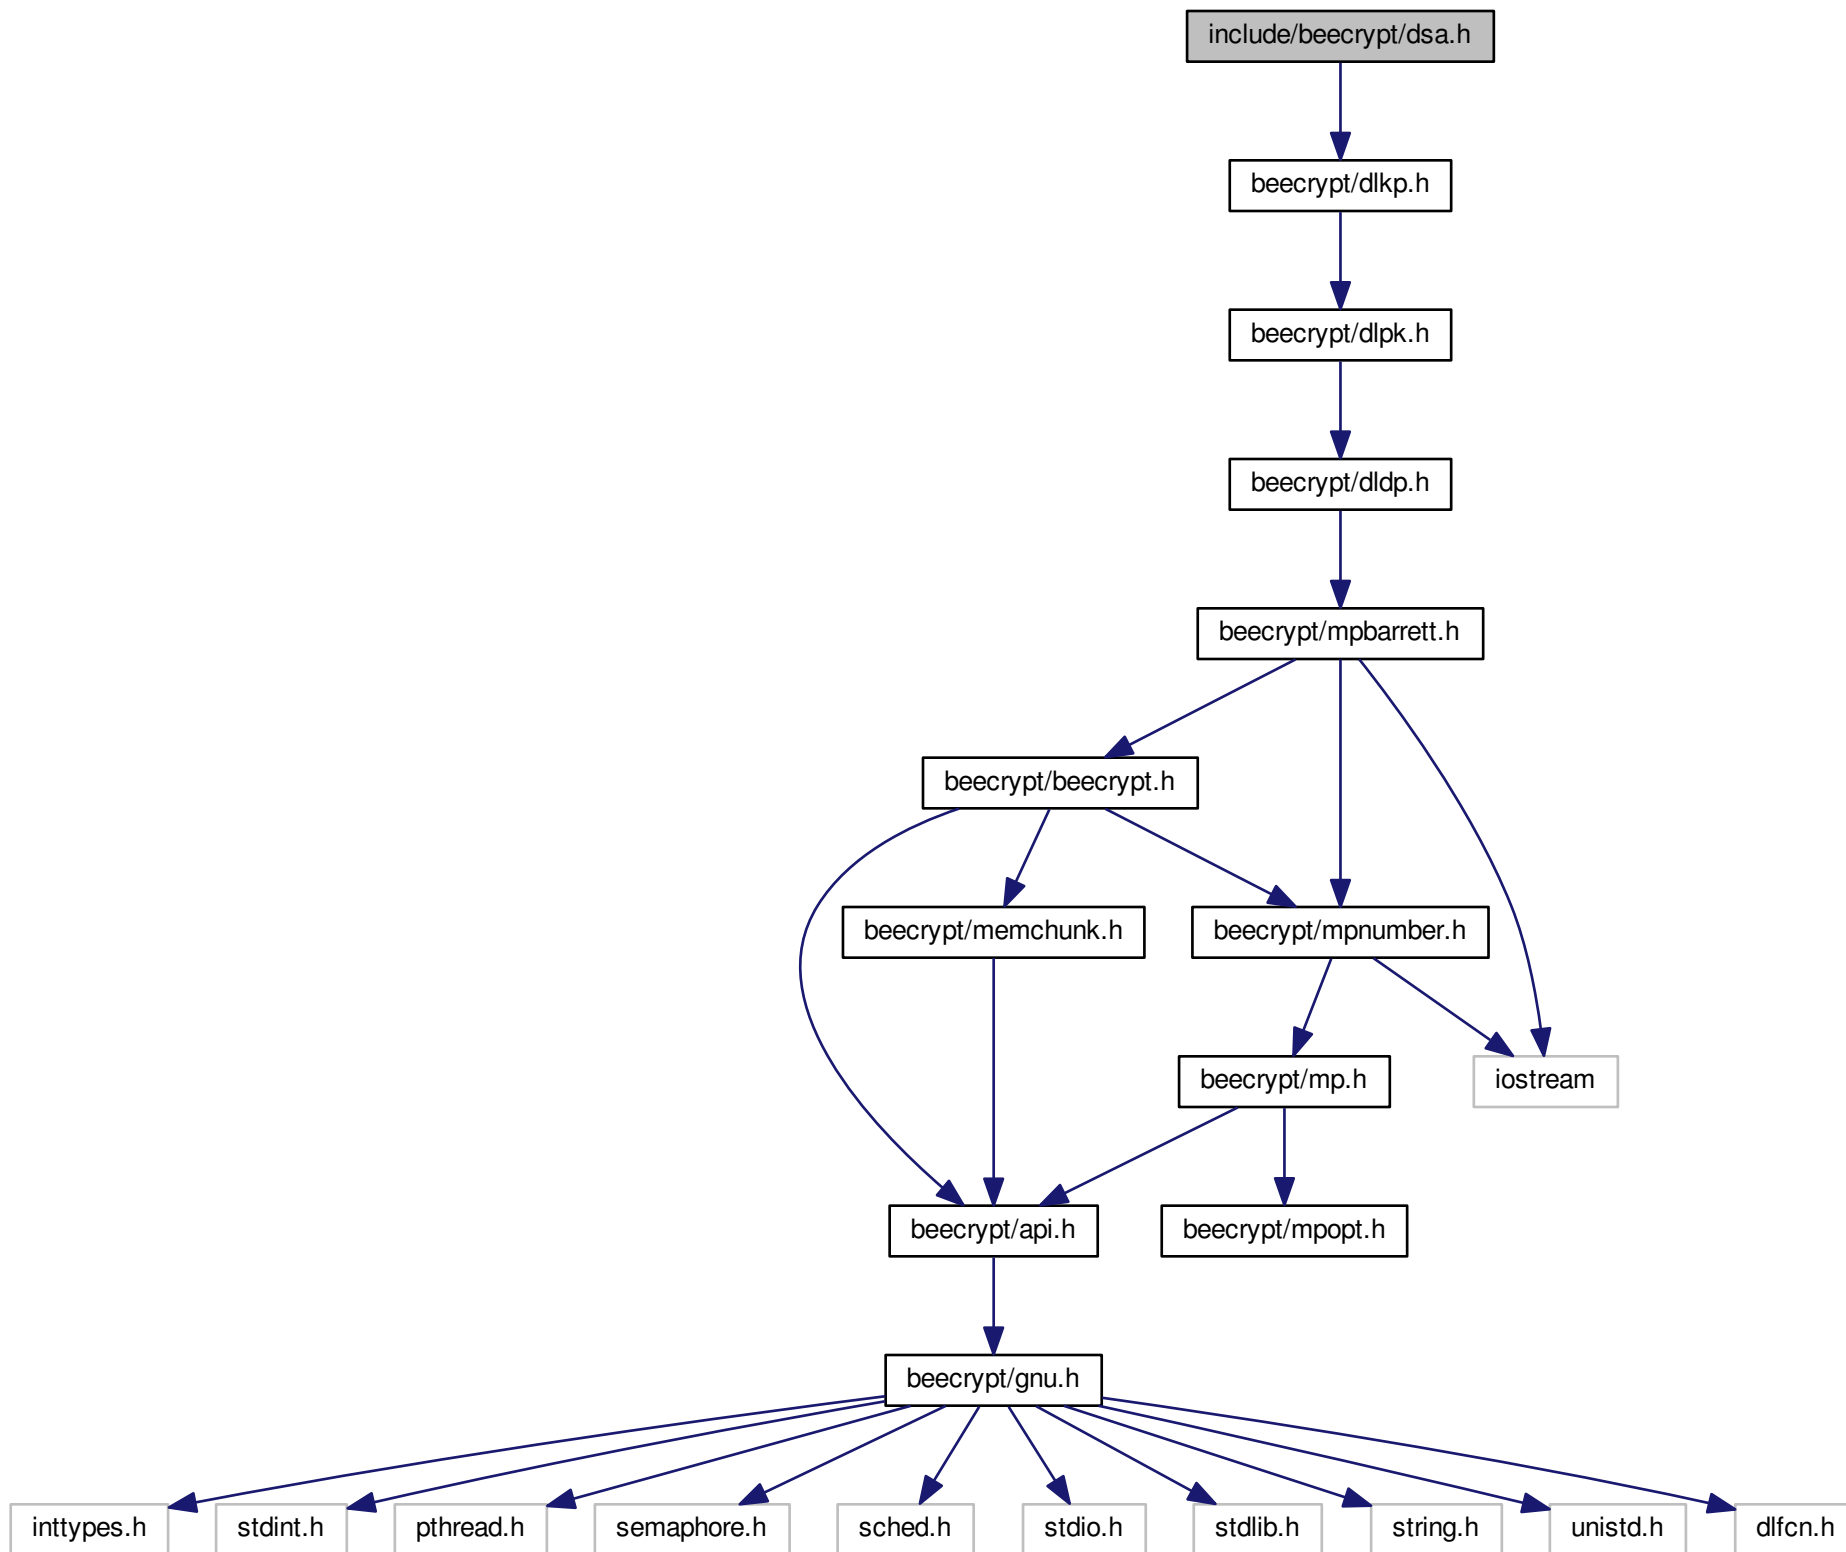 include/beecrypt/dsa.h
beecrypt/dlkp.h
beecrypt/dlpk.h
beecrypt/dldp.h
beecrypt/mpbarrett.h
beecrypt/beecrypt.h
beecrypt/memchunk.h
beecrypt/mpnumber.h
beecrypt/mp.h
iostream
beecrypt/api.h
beecrypt/mpopt.h
beecrypt/gnu.h
inttypes.h
stdint.h
pthread.h
semaphore.h
sched.h
stdio.h
stdlib.h
string.h
unistd.h
dlfcn.h